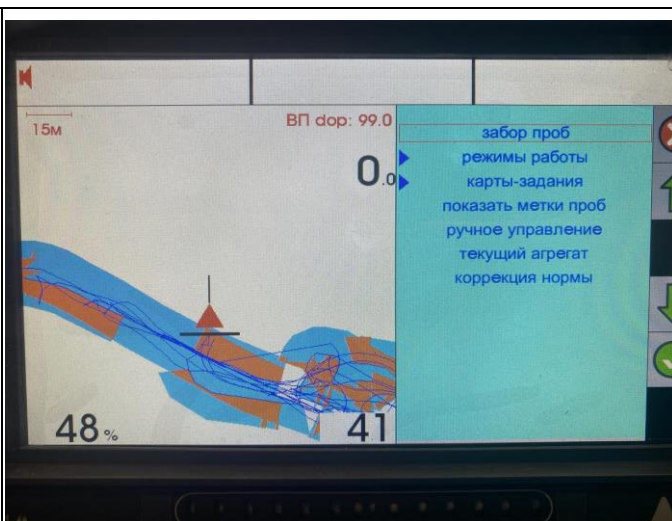 15м
ВП dop: 99.0
0.0
48%
41
забор проб
режимы работы
карты-задания
показать метки проб
ручное управление
текущий агрегат
коррекция нормы